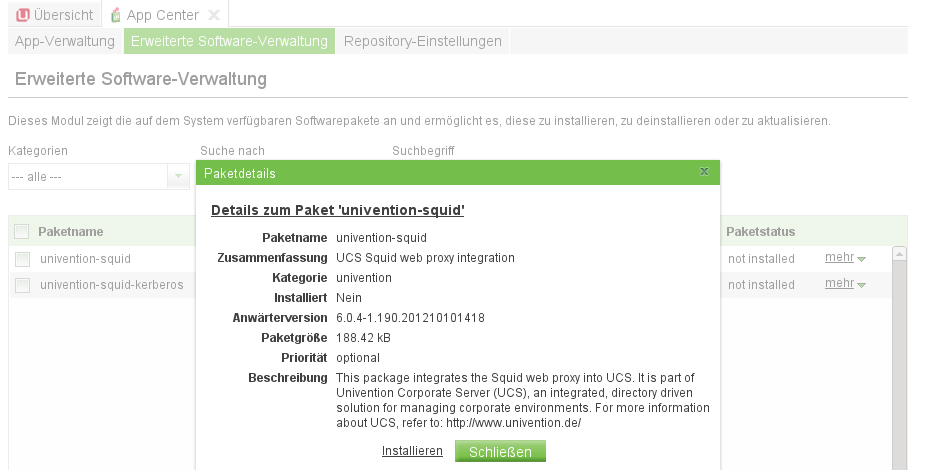 Übersicht App Center
App-Verwaltung Erweiterte Software-Verwaltung Repository-Einstellungen
Erweiterte Software-Verwaltung
Dieses Modul zeigt die auf dem System verfügbaren Softwarepakete an und ermöglicht es, diese zu installieren, zu deinstallieren oder zu aktualisieren.
Kategorien Suche nach Suchbegriff
--- alle ---
Paketdetails
Details zum Paket 'univention-squid'
Paketname univention-squid
Zusammenfassung UCS Squid web proxy integration
Kategorie univention
Installiert Nein
Anwärterversion 6.0.4-1.190.201210101418
Paketgröße 188.42 kB
Priorität optional
Beschreibung This package integrates the Squid web proxy into UCS. It is part of
Univention Corporate Server (UCS), an integrated, directory driven
solution for managing corporate environments. For more information
about UCS, refer to: http://www.univention.de/
Installieren Schließen
Paketname Paketstatus
univention-squid not installed mehr
univention-squid-kerberos not installed mehr